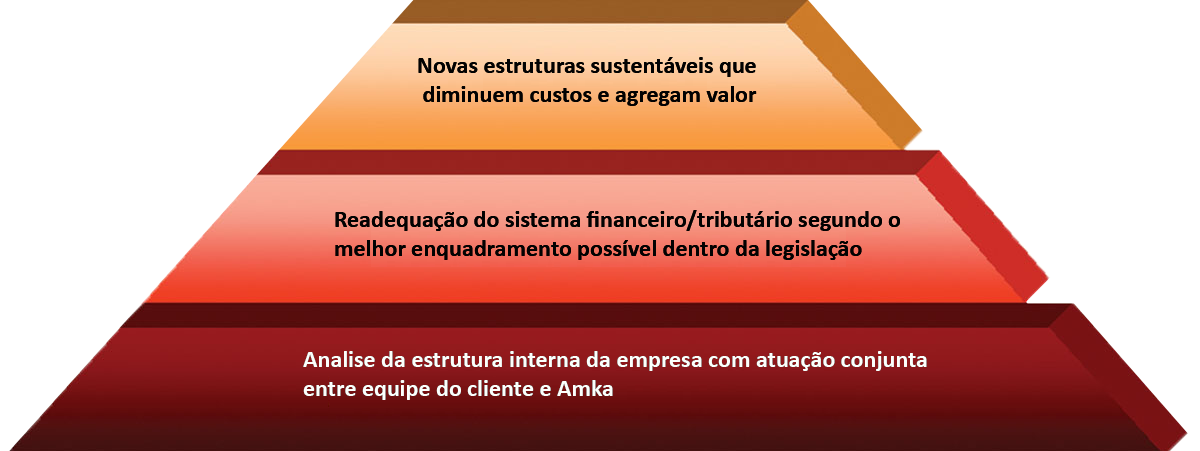 Novas estruturas sustentáveis que
diminuem custos e agregam valor
Readequação do sistema financeiro/tributário segundo o
melhor enquadramento possível dentro da legislação
Analise da estrutura interna da empresa com atuação conjunta
entre equipe do cliente e Amka